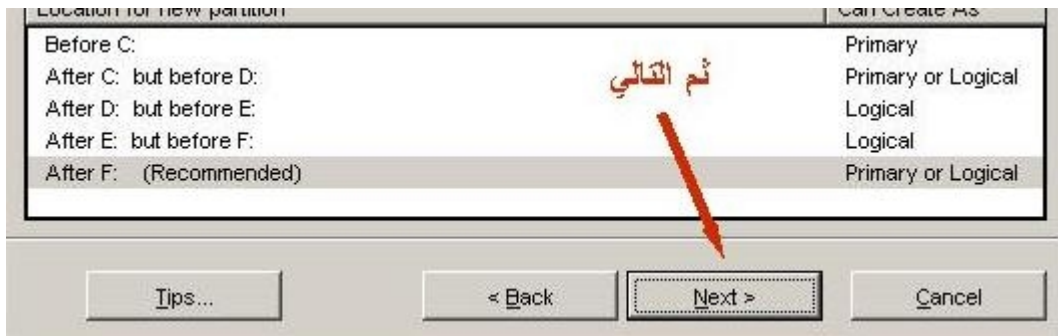 Location for new partition Can Create As
Before C: Primary
After C: but before D: Primary or Logical
ثم التالي
After D: but before E: Logical
After E: but before F: Logical
After F: (Recommended) Primary or Logical
Tips... < Back Next > Cancel